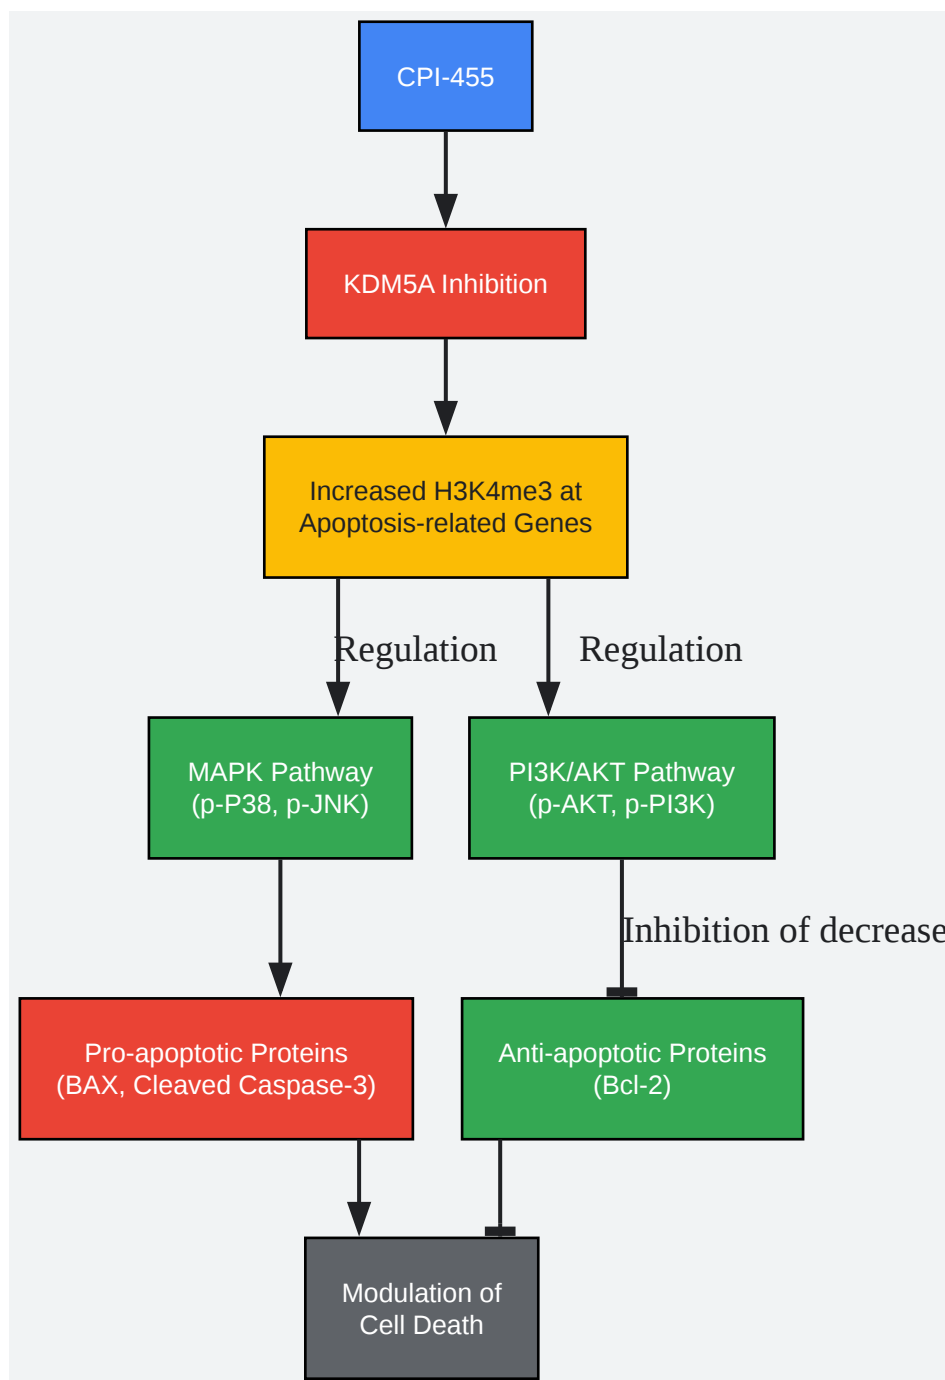 CPI-455
KDM5A Inhibition
Increased H3K4me3 at
Apoptosis-related Genes
Regulation
Regulation
MAPK Pathway
(p-P38, p-JNK)
PI3K/AKT Pathway
(p-AKT, p-PI3K)
Inhibition of decrease
Pro-apoptotic Proteins
(BAX, Cleaved Caspase-3)
Anti-apoptotic Proteins
(Bcl-2)
Modulation of
Cell Death